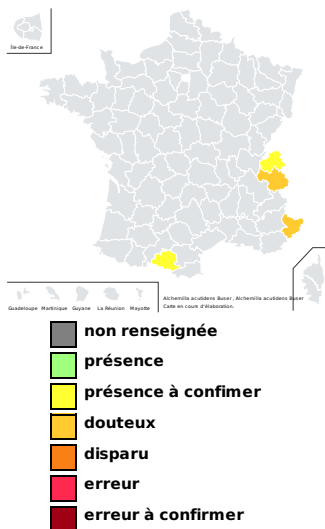 Île-de-France
Guadeloupe Martinique Guyane La Réunion Mayotte
Alchemilla acutidens Buser , Alchemilla acutidens Buser
Carte en cours d'élaboration.
non renseignée
présence
présence à confimer
douteux
disparu
erreur
erreur à confirmer